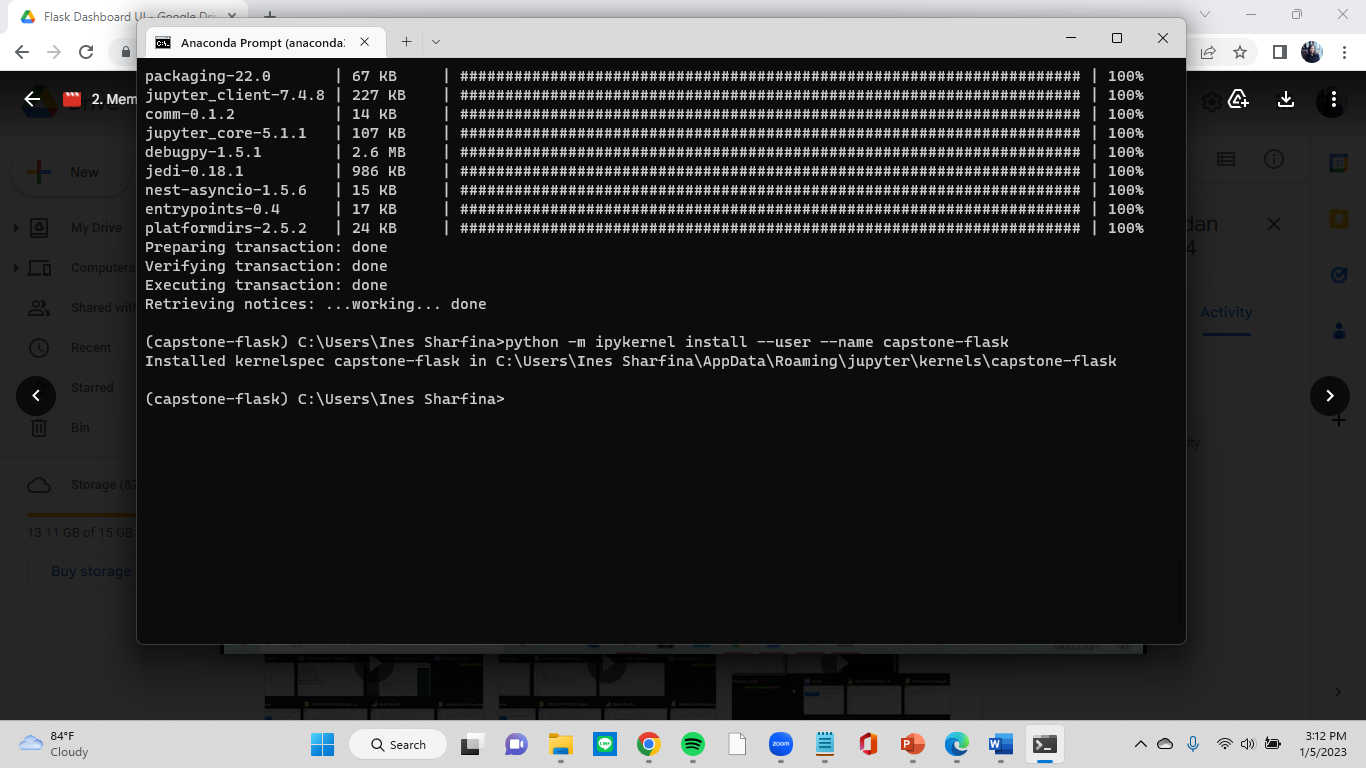 Flask Dashboard UI - Google Dri
Anaconda Prompt (anaconda3
2. Mem
packaging-22.0 | 67 KB | ##################################################################### | 100%
jupyter_client-7.4.8 | 227 KB | ##################################################################### | 100%
comm-0.1.2 | 14 KB | ##################################################################### | 100%
jupyter_core-5.1.1 | 107 KB | ##################################################################### | 100%
debugpy-1.5.1 | 2.6 MB | ##################################################################### | 100%
jedi-0.18.1 | 986 KB | ##################################################################### | 100%
nest-asyncio-1.5.6 | 15 KB | ##################################################################### | 100%
entrypoints-0.4 | 17 KB | ##################################################################### | 100%
platformdirs-2.5.2 | 24 KB | ##################################################################### | 100%
Preparing transaction: done
Verifying transaction: done
Executing transaction: done
Retrieving notices: ...working... done
(capstone-flask) C:\Users\Ines Sharfina>python -m ipykernel install --user --name capstone-flask
Installed kernelspec capstone-flask in C:\Users\Ines Sharfina\AppData\Roaming\jupyter\kernels\capstone-flask
(capstone-flask) C:\Users\Ines Sharfina>
New
My Drive
Computers
Shared with
Recent
Starred
Bin
Storage (87
13.11 GB of 15 GB
Buy storage
dan
4
Activity
84°F
Cloudy
Search
3:12 PM
1/5/2023